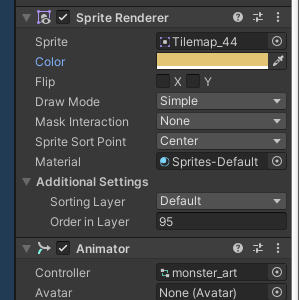 Sprite Renderer
Sprite Tilemap_44
Color
Flip X Y
Draw Mode Simple
Mask Interaction None
Sprite Sort Point Center
Material Sprites-Default
Additional Settings
Sorting Layer Default
Order in Layer 95
Animator
Controller monster_art
Avatar None (Avatar)